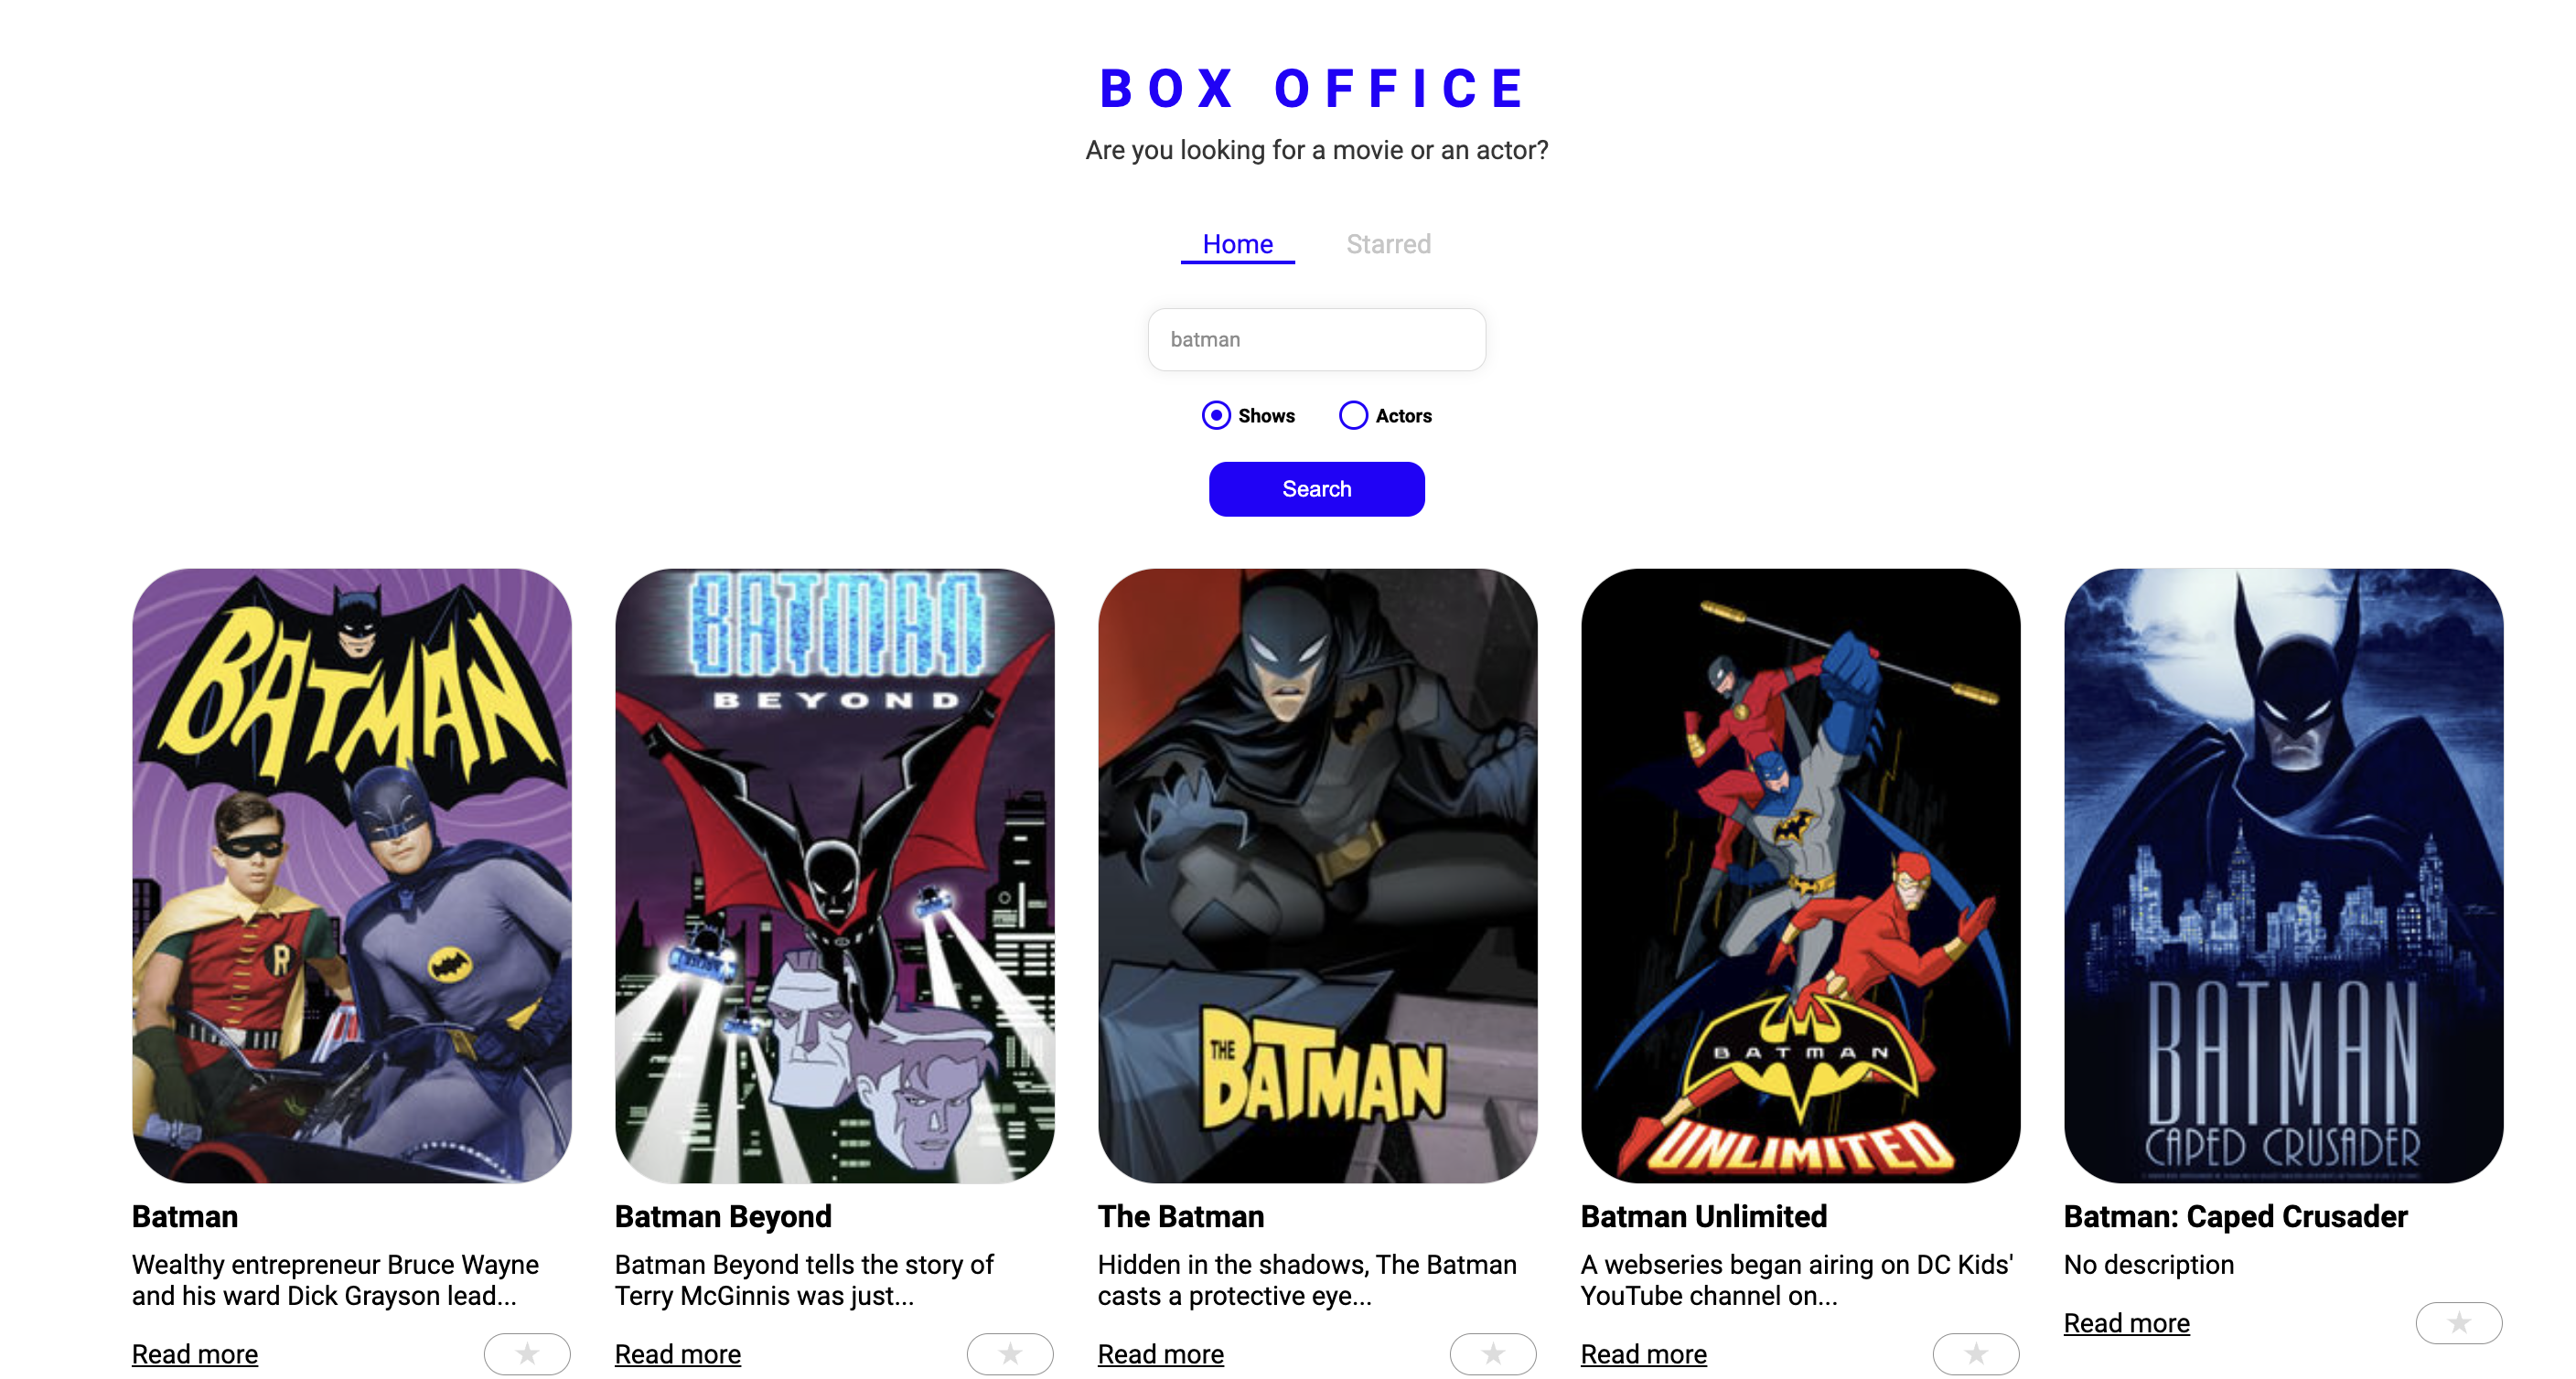 BOX OFFICE
Are you looking for a movie or an actor?
Home Starred
batman
Shows Actors
Search
BATMAN
R
BATMAN
BEYOND
THE
BATMAN
BATMAN
UNLIMITED
BATMAN
CAPED CRUSADER
Batman
Wealthy entrepreneur Bruce Wayne
and his ward Dick Grayson lead...
Read more
Batman Beyond
Batman Beyond tells the story of
Terry McGinnis was just...
Read more
The Batman
Hidden in the shadows, The Batman
casts a protective eye...
Read more
Batman Unlimited
A webseries began airing on DC Kids'
YouTube channel on...
Read more
Batman: Caped Crusader
No description
Read more